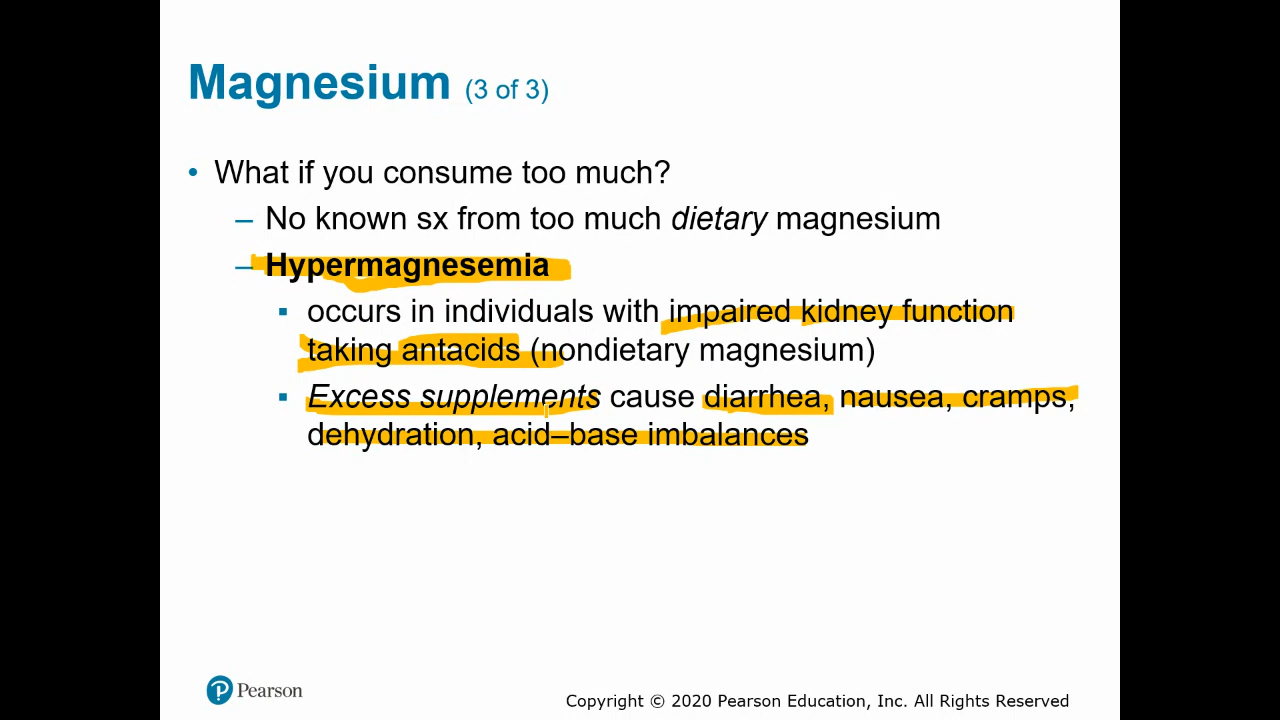 Magnesium (3 of 3)
• What if you consume too much?
– No known sx from too much dietary magnesium
– Hypermagnesemia
▪ occurs in individuals with impaired kidney function
taking antacids (nondietary magnesium)
▪ Excess supplements cause diarrhea, nausea, cramps,
dehydration, acid–base imbalances
Pearson
Copyright © 2020 Pearson Education, Inc. All Rights Reserved